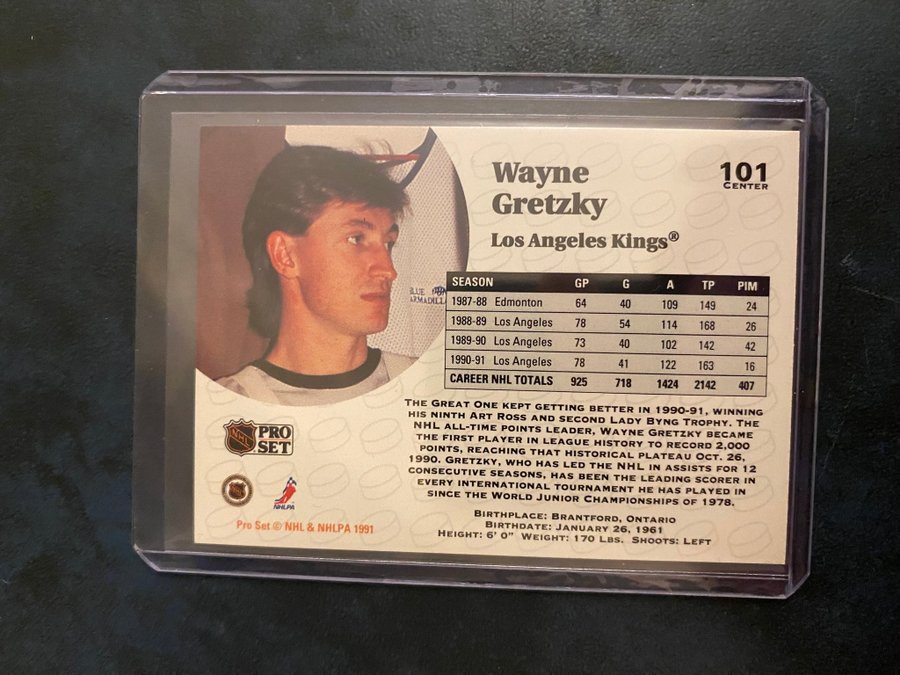 Wayne
Gretzky
Los Angeles Kings®
101
CENTER
BLUE
ARMADILL
SEASON GP G A TP PIM
1987-88 Edmonton 64 40 109 149 24
1988-89 Los Angeles 78 54 114 168 26
1989-90 Los Angeles 73 40 102 142 42
1990-91 Los Angeles 78 41 122 163 16
CAREER NHL TOTALS 925 718 1424 2142 407
THE GREAT ONE KEPT GETTING BETTER IN 1990-91, WINNING
HIS NINTH ART ROSS AND SECOND LADY BYNG TROPHY. THE
NHL ALL-TIME POINTS LEADER, WAYNE GRETZKY BECAME
THE FIRST PLAYER IN LEAGUE HISTORY TO RECORD 2,000
POINTS, REACHING THAT HISTORICAL PLATEAU OCT. 26,
1990. GRETZKY, WHO HAS LED THE NHL IN ASSISTS FOR 12
CONSECUTIVE SEASONS, HAS BEEN THE LEADING SCORER IN
EVERY INTERNATIONAL TOURNAMENT HE HAS PLAYED IN
SINCE THE WORLD JUNIOR CHAMPIONSHIPS OF 1978.
BIRTHPLACE: BRANTFORD, ONTARIO
BIRTHDATE: JANUARY 26, 1961
HEIGHT: 6' 0" WEIGHT: 170 LBS. SHOOTS: LEFT
NHL PRO
SET
NHLPA
Pro Set © NHL & NHLPA 1991